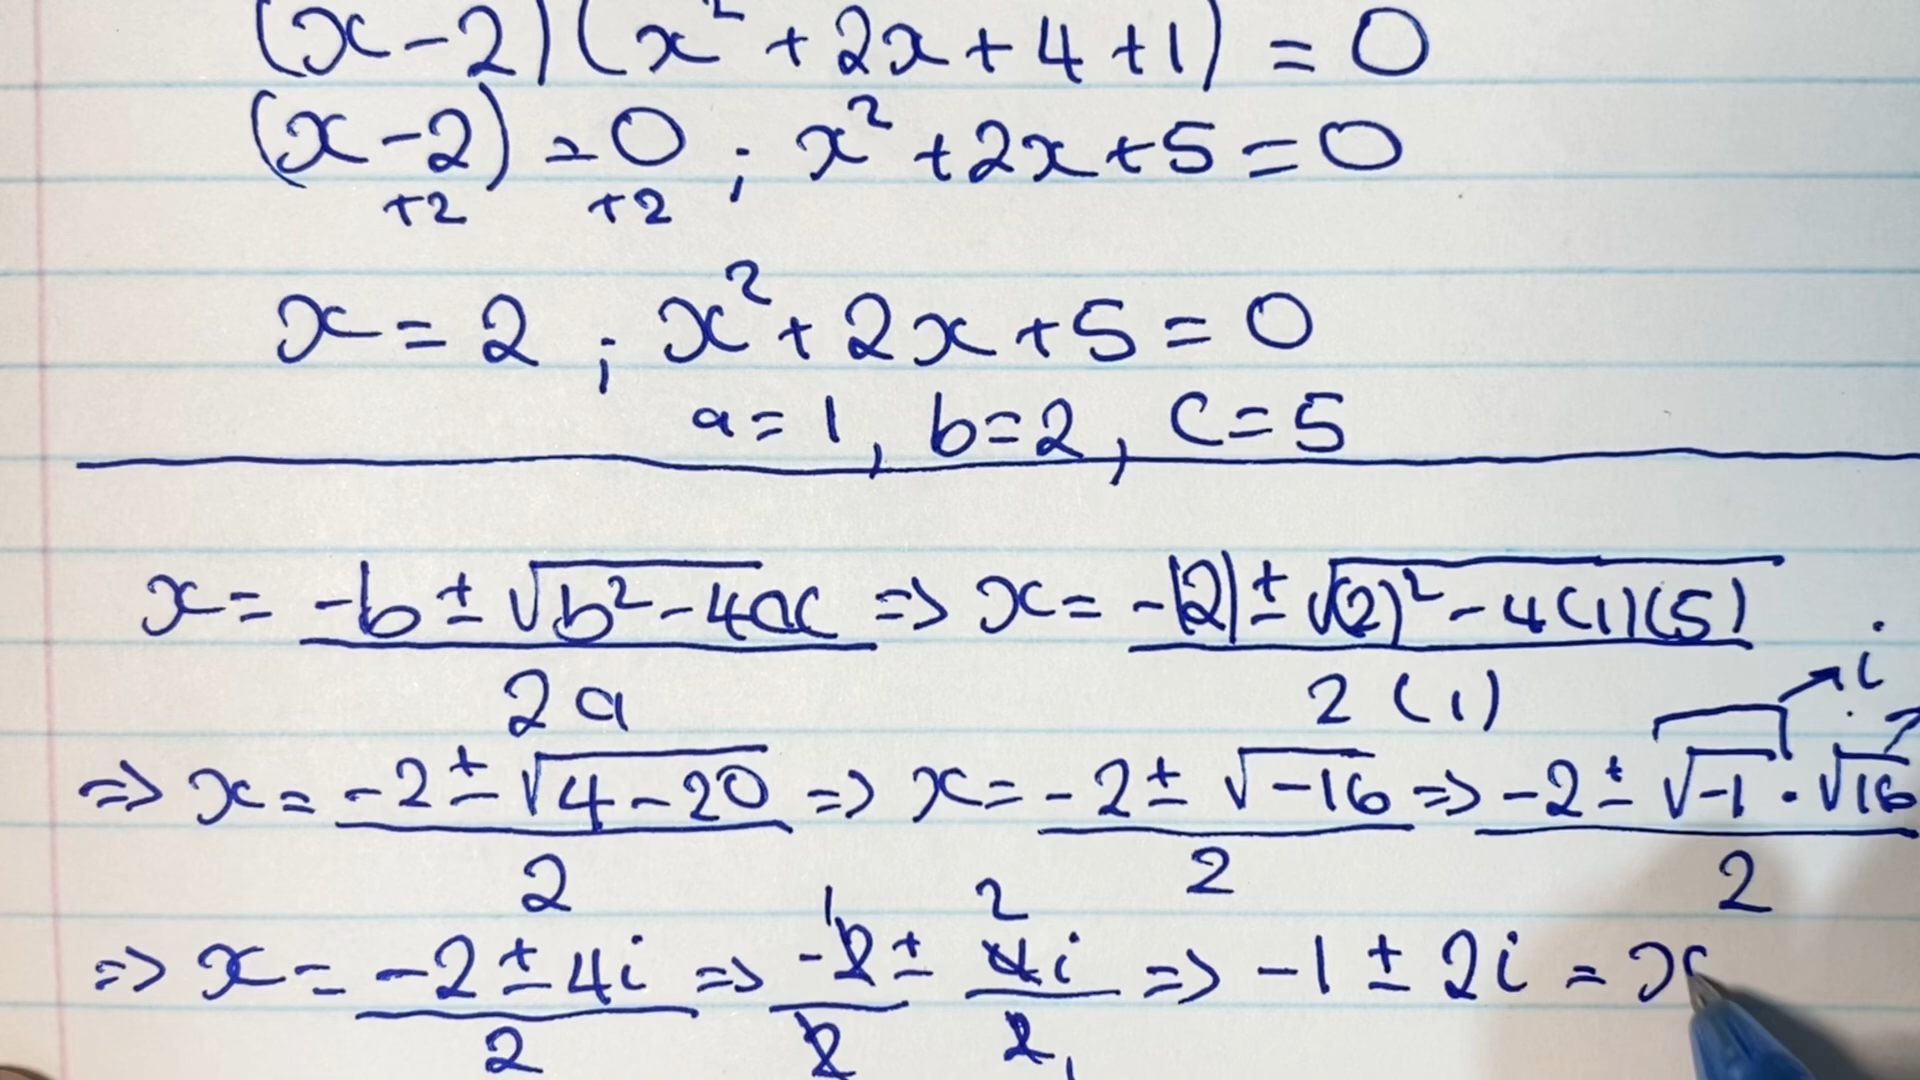 (x-2)(x²+2x+4+1)=0
(x-2)=0 ; x²+2x+5=0
+2 +2
x=2 ; x²+2x+5=0
a=1, b=2, c=5
x= -b±√b²-4ac / 2a => x= -(2)±√(2)²-4(1)(5) / 2(1)
i
=> x= -2±√4-20 / 2 => x= -2±√-16 / 2 => -2±√-1·√16 / 2
1 2
=> x= -2±4i / 2 => -2/2 ± 4i/2 => -1±2i=x
1